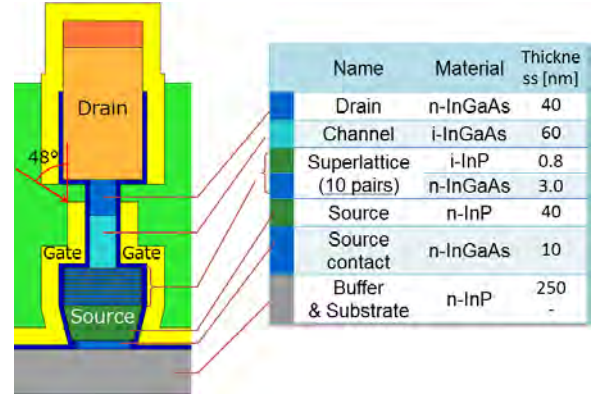 Drain
48°
Gate
Gate
Source
Name Material Thickne
ss [nm]
Drain n-InGaAs 40
Channel i-InGaAs 60
Superlattice
(10 pairs)
i-InP 0.8
n-InGaAs 3.0
Source n-InP 40
Source
contact
n-InGaAs 10
Buffer
& Substrate
n-InP
250
-